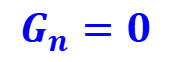 Gₙ = 0